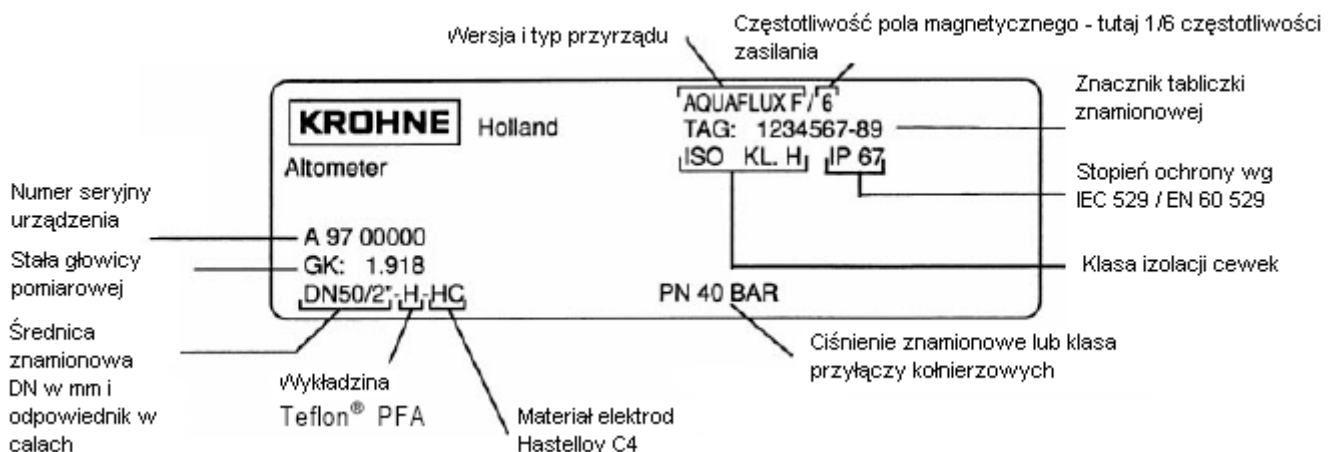 Wersja i typ przyrządu
Częstotliwość pola magnetycznego - tutaj 1/6 częstotliwości
zasilania
Znacznik tabliczki
znamionowej
Stopień ochrony wg
IEC 529 / EN 60 529
Klasa izolacji cewek
KROHNE Holland
Altometer
AQUAFLUX F / 6
TAG: 1234567-89
ISO KL. H IP 67
A 97 00000
GK: 1.918
DN50/2"-H-HC
PN 40 BAR
Numer seryjny
urządzenia
Stała głowicy
pomiarowej
Średnica
znamionowa
DN w mm i
odpowiednik w
calach
Wykładzina
Teflon® PFA
Materiał elektrod
Hastelloy C4
Ciśnienie znamionowe lub klasa
przyłączy kołnierzowych